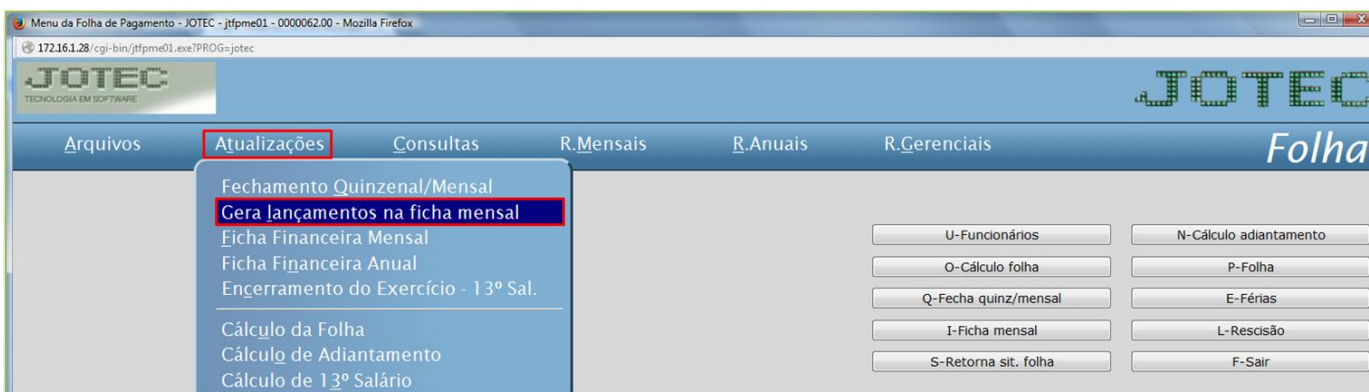 Menu da Folha de Pagamento - JOTEC - jtfpme01 - 0000062.00 - Mozilla Firefox
172.16.1.28/cgi-bin/jtfpme01.exe?PROG=jotec
JOTEC
TECNOLOGIA EM SOFTWARE
JOTEC
Arquivos Atualizações Consultas R.Mensais R.Anuais R.Gerenciais Folha
Fechamento Quinzenal/Mensal
Gera lançamentos na ficha mensal
Ficha Financeira Mensal
Ficha Financeira Anual
Encerramento do Exercício - 13º Sal.
Cálculo da Folha
Cálculo de Adiantamento
Cálculo de 13º Salário
U-Funcionários N-Cálculo adiantamento
O-Cálculo folha P-Folha
Q-Fecha quinz/mensal E-Férias
I-Ficha mensal L-Rescisão
S-Retorna sit. folha F-Sair